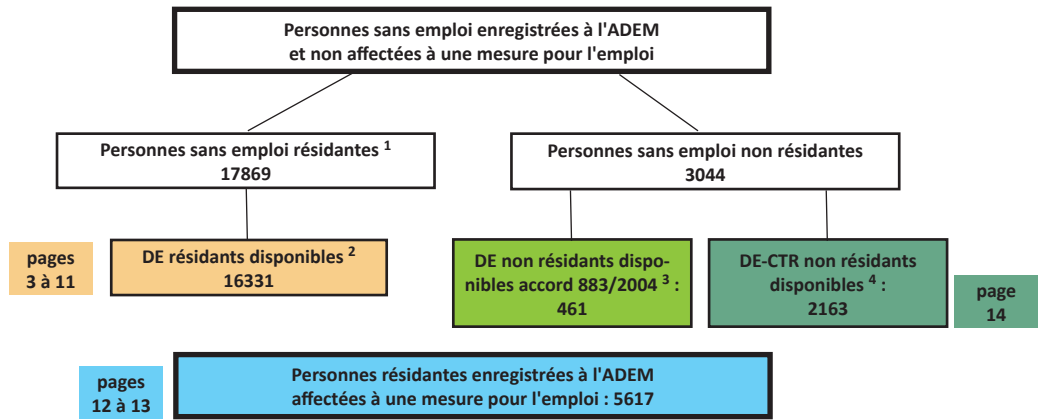 Personnes sans emploi enregistrées à l'ADEM
et non affectées à une mesure pour l'emploi
Personnes sans emploi résidantes 1
17869
Personnes sans emploi non résidantes
3044
pages
3 à 11
DE résidants disponibles 2
16331
DE non résidants dispo-
nibles accord 883/2004 3 :
461
DE-CTR non résidants
disponibles 4 :
2163
page
14
pages
12 à 13
Personnes résidantes enregistrées à l'ADEM
affectées à une mesure pour l'emploi : 5617